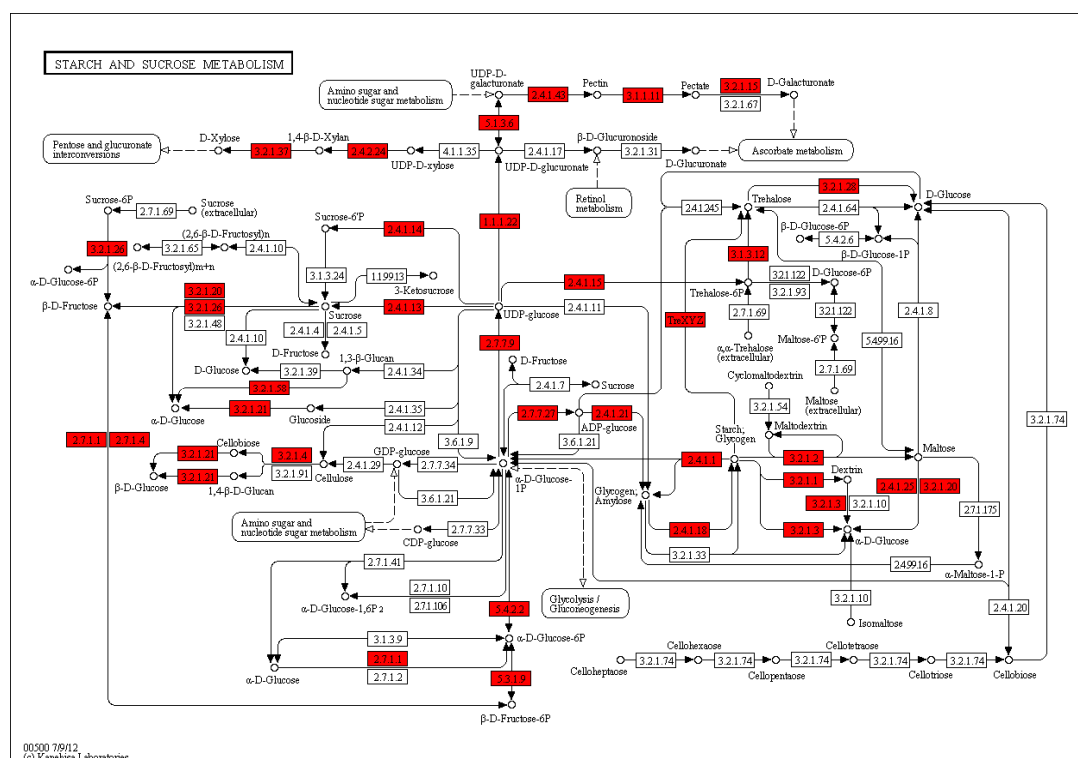 STARCH AND SUCROSE METABOLISM
Amino sugar and
nucleotide sugar metabolism
UDP-D-
galacturonate
2.4.1.43
Pectin
3.1.1.11
Pectate
3.2.1.15
3.2.1.67
D-Galacturonate
5.1.3.6
Pentose and glucuronate
interconversions
D-Xylose
3.2.1.37
1,4-β-D-Xylan
2.4.2.24
UDP-D-xylose
4.1.1.35
UDP-D-glucuronate
2.4.1.17
β-D-Glucuronoside
3.2.1.31
D-Glucuronate
Ascorbate metabolism
Retinol
metabolism
1.1.1.22
Sucrose-6P
2.7.1.69
Sucrose
(extracellular)
3.2.1.26
α-D-Glucose-6P
3.2.1.65
(2,6-β-D-Fructosyl)n
(2,6-β-D-Fructosyl)m+n
2.4.1.10
Sucrose-6'P
2.4.1.14
3.1.3.24
1.1.99.13
3-Ketosucrose
2.4.1.245
Trehalose
3.2.1.28
2.4.1.64
D-Glucose
β-D-Glucose-6P
5.4.2.6
β-D-Glucose-1P
3.1.3.12
2.4.1.15
Trehalose-6P
3.2.1.122
3.2.1.93
D-Glucose-6P
β-D-Fructose
3.2.1.20
3.2.1.26
3.2.1.48
2.4.1.10
Sucrose
2.4.1.4
2.4.1.5
D-Fructose
2.4.1.13
UDP-glucose
2.4.1.11
2.7.7.9
TreXYZ
2.7.1.69
α,α-Trehalose
(extracellular)
3.2.1.122
Maltose-6'P
2.7.1.69
Maltose
(extracellular)
5.4.99.16
2.4.1.8
D-Glucose
3.2.1.39
1,3-β-Glucan
2.4.1.34
D-Fructose
2.4.1.7
Sucrose
3.2.1.58
α-D-Glucose
3.2.1.21
Glucoside
2.4.1.35
2.4.1.12
2.7.7.27
ADP-glucose
2.4.1.21
3.6.1.21
3.6.1.9
Cyclomaltodextrin
3.2.1.54
Maltodextrin
Starch;
Glycogen
3.2.1.74
2.7.1.1
2.7.1.4
3.2.1.21
Cellobiose
3.2.1.4
3.2.1.21
3.2.1.91
β-D-Glucose
1,4-β-D-Glucan
Cellulose
2.4.1.29
GDP-glucose
2.7.7.34
α-D-Glucose-
1P
2.4.1.1
3.2.1.2
Maltose
3.2.1.1
Dextrin
3.2.1.3
3.2.1.10
2.4.1.25
3.2.1.20
Glycogen;
Amylose
3.6.1.21
2.7.1.175
Amino sugar and
nucleotide sugar metabolism
CDP-glucose
2.7.7.33
2.4.1.18
3.2.1.3
α-D-Glucose
3.2.1.33
2.4.99.16
α-Maltose-1-P
2.7.1.41
2.7.1.10
2.7.1.106
α-D-Glucose-1,6P2
Glycolysis /
Gluconeogenesis
3.2.1.10
Isomaltose
2.4.1.20
5.4.2.2
3.1.3.9
α-D-Glucose-6P
2.7.1.1
2.7.1.2
α-D-Glucose
5.3.1.9
β-D-Fructose-6P
Celloheptaose
3.2.1.74
Cellohexaose
3.2.1.74
Cellopentaose
3.2.1.74
Cellotetraose
3.2.1.74
Cellotriose
3.2.1.74
Cellobiose
00500 7/9/12
(c) Kanehisa Laboratories